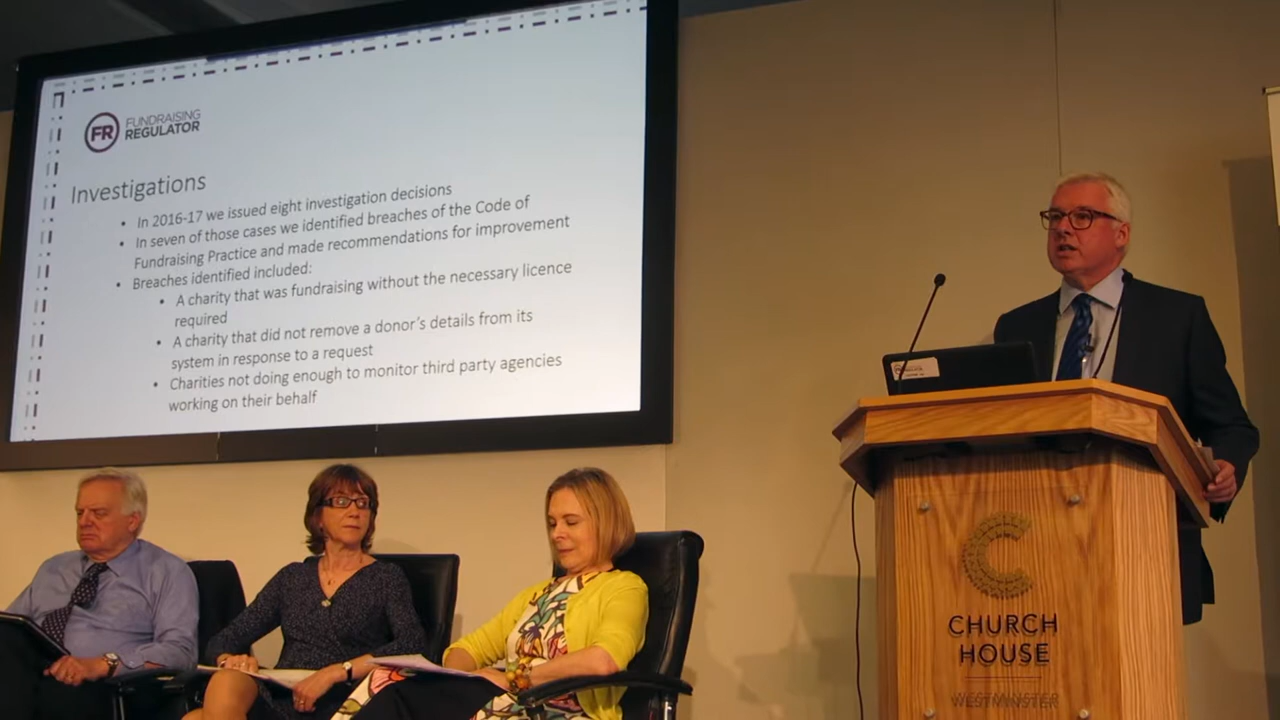 FR FUNDRAISING
REGULATOR
Investigations
• In 2016-17 we issued eight investigation decisions
• In seven of those cases we identified breaches of the Code of
Fundraising Practice and made recommendations for improvement
• Breaches identified included:
• A charity that was fundraising without the necessary licence
required
• A charity that did not remove a donor's details from its
system in response to a request
• Charities not doing enough to monitor third party agencies
working on their behalf
CHURCH
HOUSE
WESTMINSTER